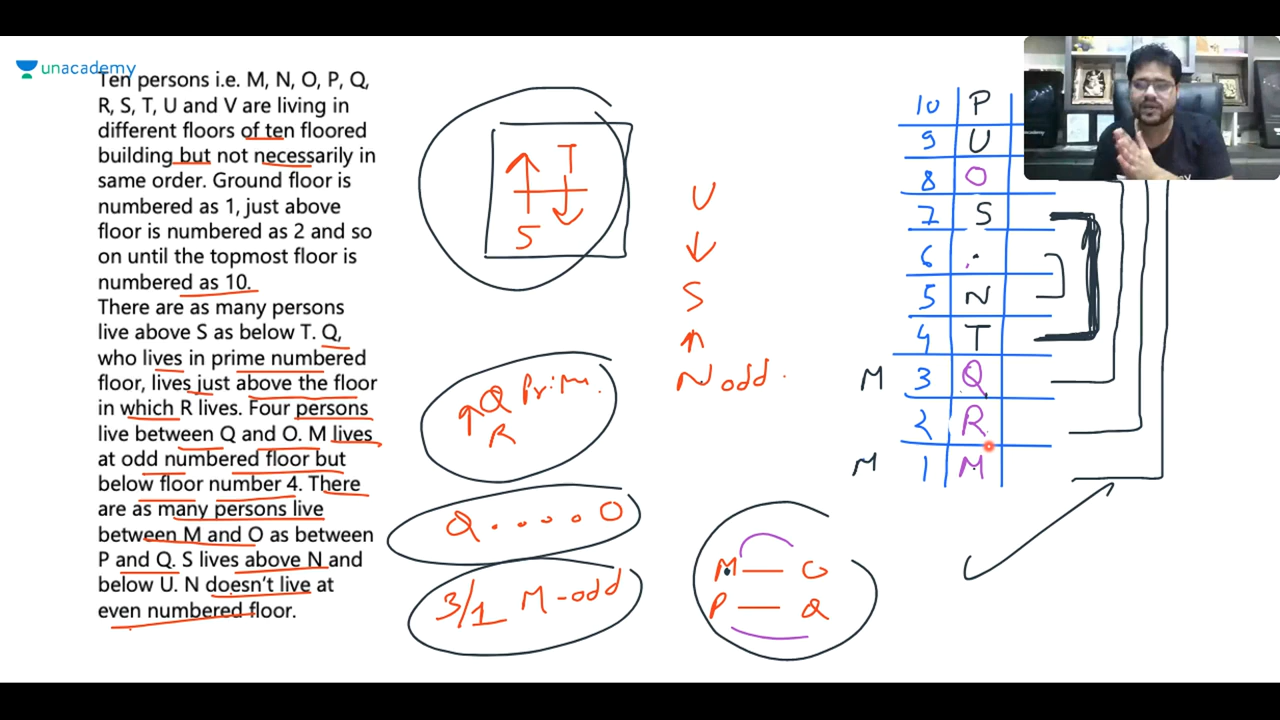 unacademy
Ten persons i.e. M, N, O, P, Q,
R, S, T, U and V are living in
different floors of ten floored
building but not necessarily in
same order. Ground floor is
numbered as 1, just above
floor is numbered as 2 and so
on until the topmost floor is
numbered as 10.
There are as many persons
live above S as below T. Q,
who lives in prime numbered
floor, lives just above the floor
in which R lives. Four persons
live between Q and O. M lives
at odd numbered floor but
below floor number 4. There
are as many persons live
between M and O as between
P and Q. S lives above N and
below U. N doesn't live at
even numbered floor.
T
S
↑ Q Prim.
R
Q . . . . O
3/1 M-odd
U
↓
S
↑
N odd.
M — O
P — Q
10 P
9 U
8 O
7 S
6 .
5 N
4 T
M 3 Q
2 R
M 1 M